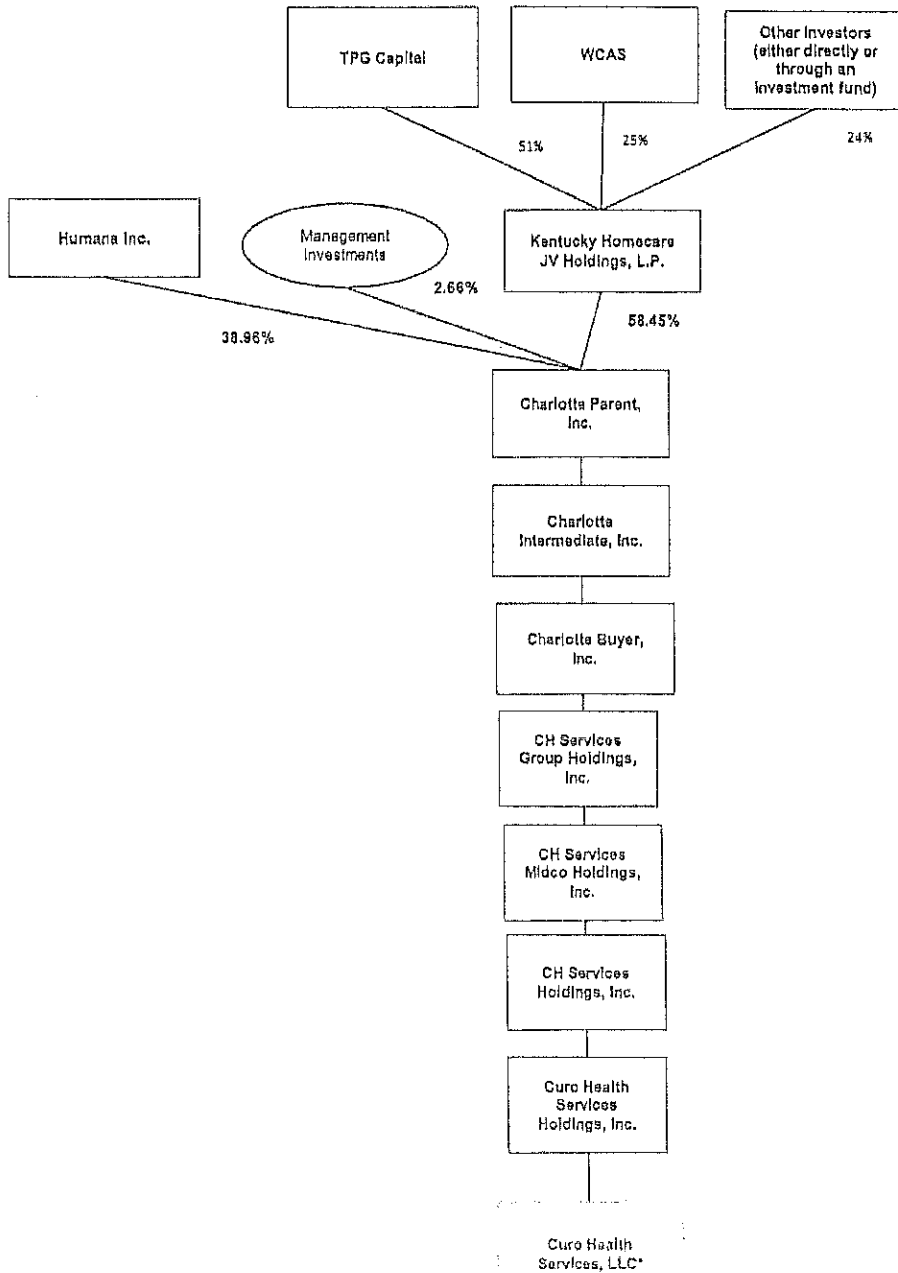 TPG Capital
WCAS
Other Investors
(either directly or
through an
investment fund)
51%
25%
24%
Humana Inc.
Management
Investments
Kentucky Homecare
JV Holdings, L.P.
2.66%
38.96%
58.45%
Charlotte Parent,
Inc.
Charlotte
Intermediate, Inc.
Charlotte Buyer,
Inc.
CH Services
Group Holdings,
Inc.
CH Services
Midco Holdings,
Inc.
CH Services
Holdings, Inc.
Curo Health
Services
Holdings, Inc.
Curo Health
Services, LLC*